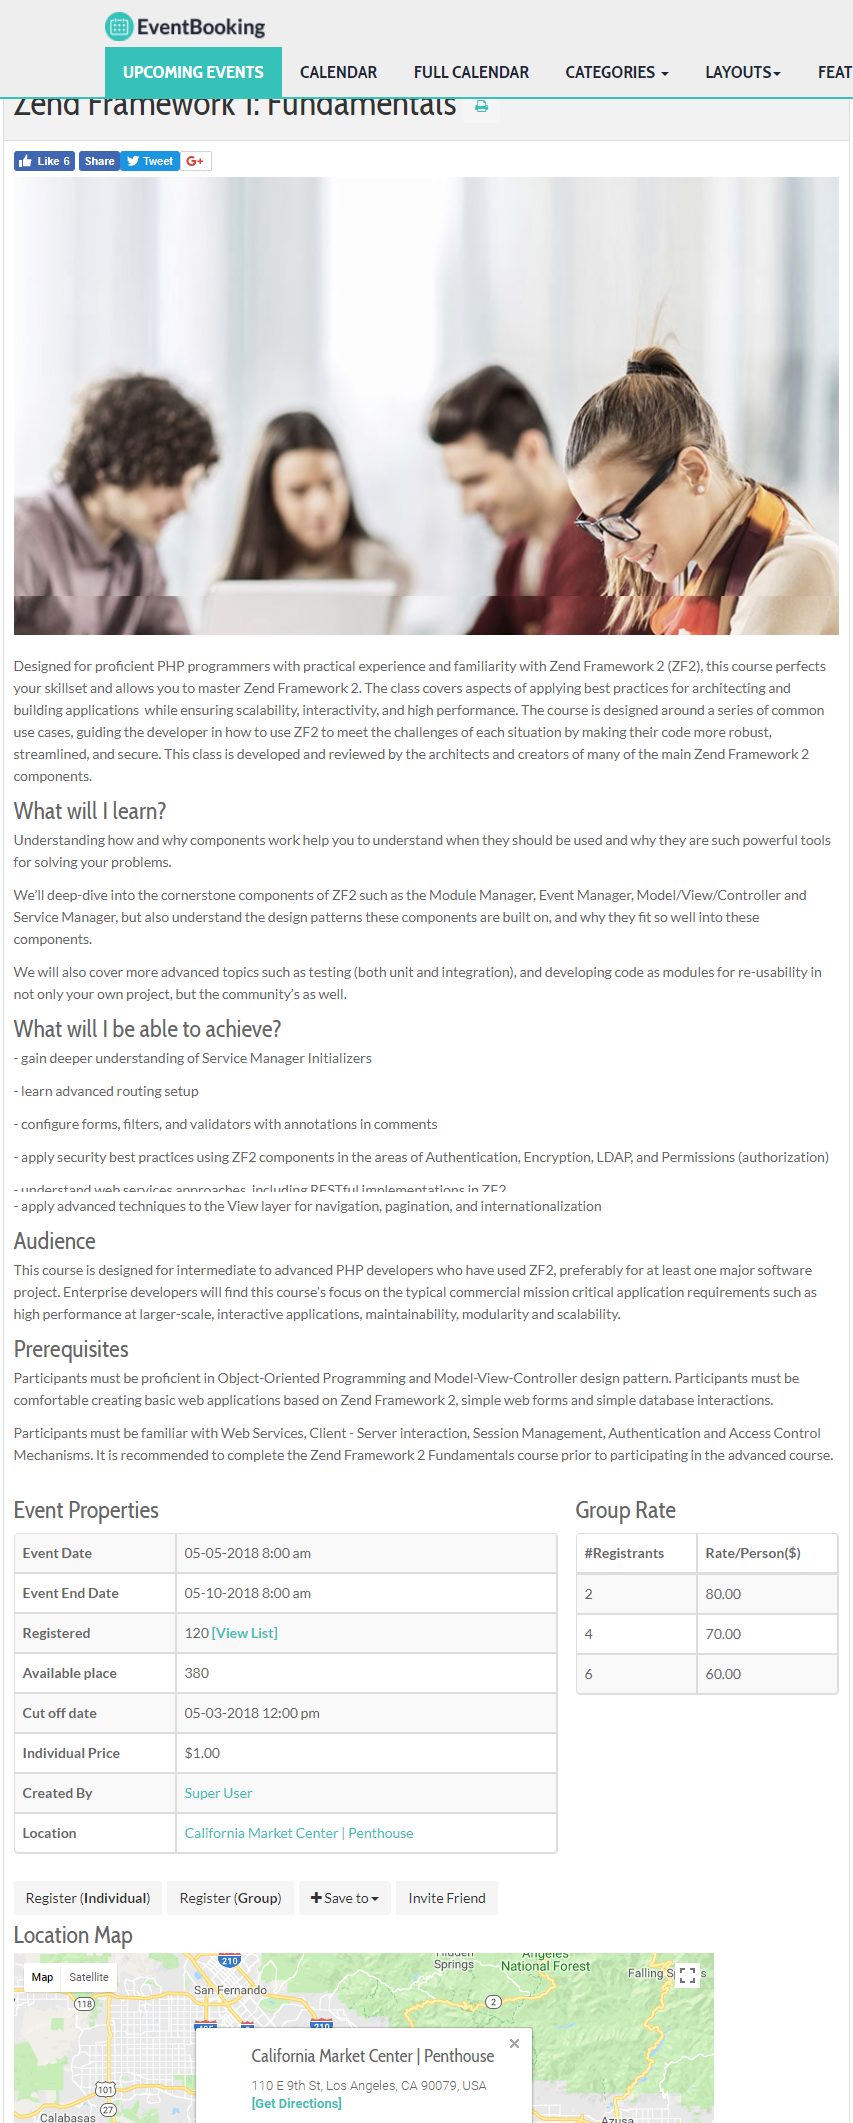 EventBooking
UPCOMING EVENTS CALENDAR FULL CALENDAR CATEGORIES LAYOUTS FEAT
Zend Framework 1: Fundamentals
Like 6 Share Tweet G+
Designed for proficient PHP programmers with practical experience and familiarity with Zend Framework 2 (ZF2), this course perfects
your skillset and allows you to master Zend Framework 2. The class covers aspects of applying best practices for architecting and
building applications while ensuring scalability, interactivity, and high performance. The course is designed around a series of common
use cases, guiding the developer in how to use ZF2 to meet the challenges of each situation by making their code more robust,
streamlined, and secure. This class is developed and reviewed by the architects and creators of many of the main Zend Framework 2
components.
What will I learn?
Understanding how and why components work help you to understand when they should be used and why they are such powerful tools
for solving your problems.
We'll deep-dive into the cornerstone components of ZF2 such as the Module Manager, Event Manager, Model/View/Controller and
Service Manager, but also understand the design patterns these components are built on, and why they fit so well into these
components.
We will also cover more advanced topics such as testing (both unit and integration), and developing code as modules for re-usability in
not only your own project, but the community's as well.
What will I be able to achieve?
- gain deeper understanding of Service Manager Initializers
- learn advanced routing setup
- configure forms, filters, and validators with annotations in comments
- apply security best practices using ZF2 components in the areas of Authentication, Encryption, LDAP, and Permissions (authorization)
- understand web services approaches, including RESTful implementations in ZF2
- apply advanced techniques to the View layer for navigation, pagination, and internationalization
Audience
This course is designed for intermediate to advanced PHP developers who have used ZF2, preferably for at least one major software
project. Enterprise developers will find this course's focus on the typical commercial mission critical application requirements such as
high performance at larger-scale, interactive applications, maintainability, modularity and scalability.
Prerequisites
Participants must be proficient in Object-Oriented Programming and Model-View-Controller design pattern. Participants must be
comfortable creating basic web applications based on Zend Framework 2, simple web forms and simple database interactions.
Participants must be familiar with Web Services, Client - Server interaction, Session Management, Authentication and Access Control
Mechanisms. It is recommended to complete the Zend Framework 2 Fundamentals course prior to participating in the advanced course.
Event Properties
Event Date 05-05-2018 8:00 am
Event End Date 05-10-2018 8:00 am
Registered 120 [View List]
Available place 380
Cut off date 05-03-2018 12:00 pm
Individual Price $1.00
Created By Super User
Location California Market Center | Penthouse
Group Rate
#Registrants Rate/Person($)
2 80.00
4 70.00
6 60.00
Register (Individual) Register (Group) Save to Invite Friend
Location Map
Map Satellite
210
Hidden
Springs
Angeles
National Forest
Falling Sp s
San Fernando
118
2
405
5
210
California Market Center | Penthouse ×
110 E 9th St, Los Angeles, CA 90079, USA
[Get Directions]
101
27
Calabasas
Azusa